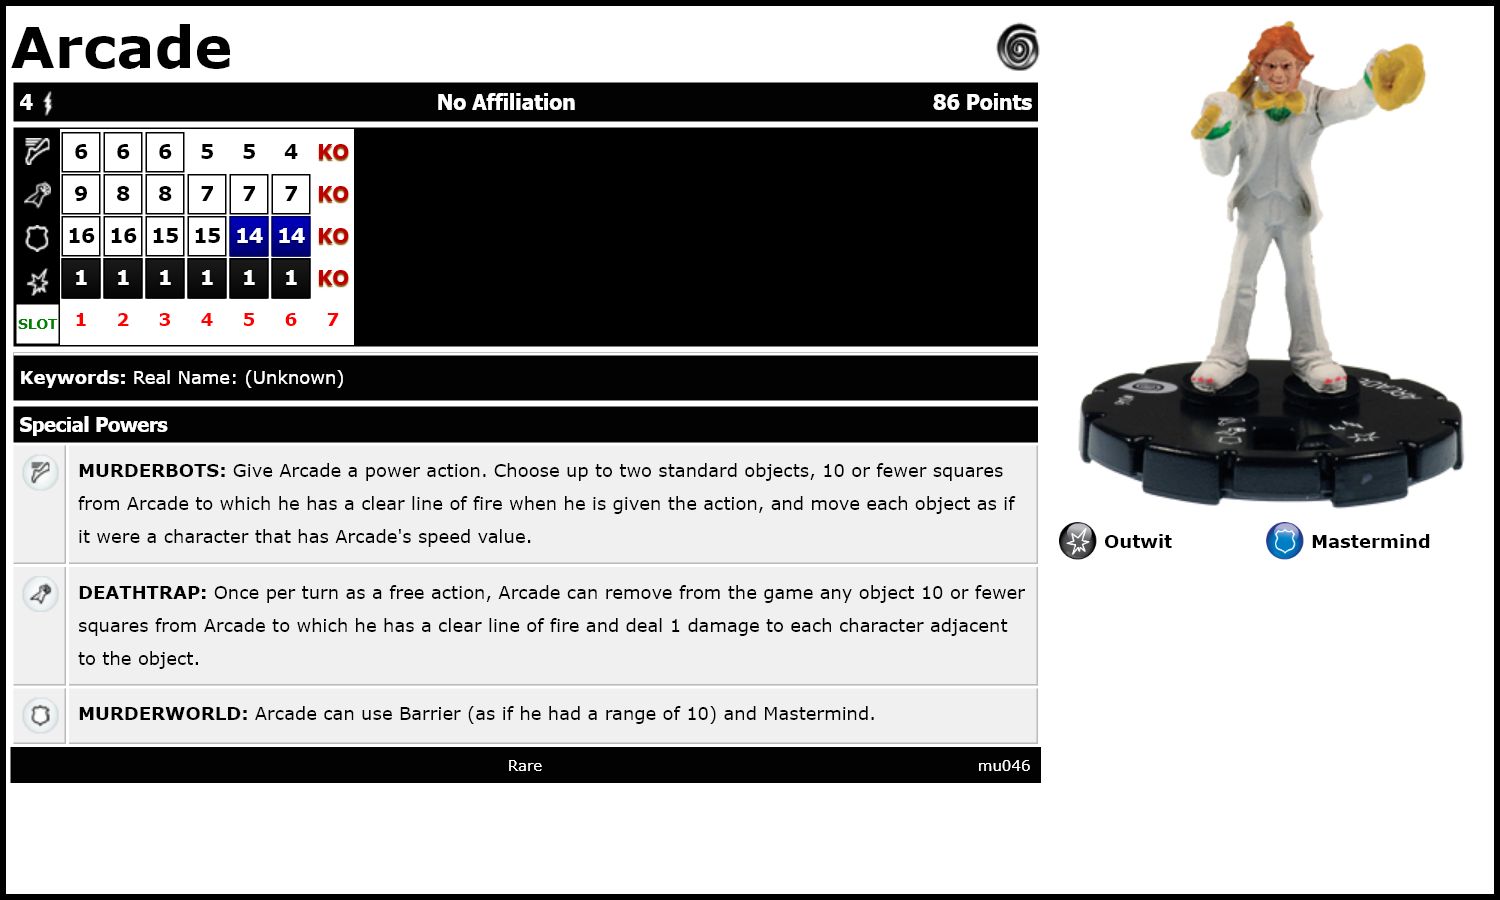 Arcade
4 No Affiliation 86 Points
6 6 6 5 5 4 KO
9 8 8 7 7 7 KO
16 16 15 15 14 14 KO
1 1 1 1 1 1 KO
SLOT 1 2 3 4 5 6 7
Keywords: Real Name: (Unknown)
Special Powers
MURDERBOTS: Give Arcade a power action. Choose up to two standard objects, 10 or fewer squares
from Arcade to which he has a clear line of fire when he is given the action, and move each object as if
it were a character that has Arcade's speed value.
DEATHTRAP: Once per turn as a free action, Arcade can remove from the game any object 10 or fewer
squares from Arcade to which he has a clear line of fire and deal 1 damage to each character adjacent
to the object.
MURDERWORLD: Arcade can use Barrier (as if he had a range of 10) and Mastermind.
Rare mu046
ARCADE
Outwit Mastermind